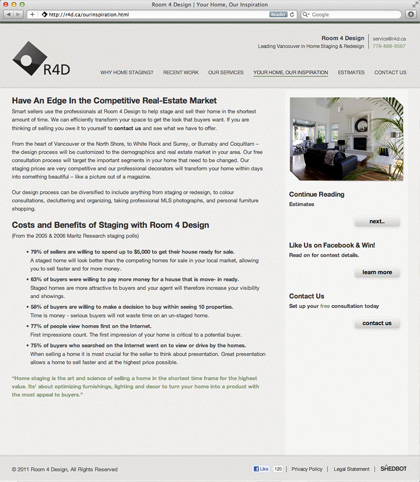 Room 4 Design | Your Home, Our Inspiration
http://r4d.ca/ourinspiration.html
Reader
Google
R4D
Room 4 Design
service@r4d.ca
Leading Vancouver in Home Staging & Redesign
778-888-9567
WHY HOME STAGING?
RECENT WORK
OUR SERVICES
YOUR HOME, OUR INSPIRATION
ESTIMATES
CONTACT US
Have An Edge In the Competitive Real-Estate Market
Smart sellers use the professionals at Room 4 Design to help stage and sell their home in the shortest
amount of time. We can efficiently transform your space to get the look that buyers want. If you are
thinking of selling you owe it to yourself to contact us and see what we have to offer.
From the heart of Vancouver or the North Shore, to White Rock and Surrey, or Burnaby and Coquitlam –
the design process will be customized to the demographics and real estate market in your area. Our free
consultation process will target the important segments in your home that need to be changed. Our
staging prices are very competitive and our professional decorators will transform your home within days
into something beautiful – like a picture out of a magazine.
Our design process can be diversified to include anything from staging or redesign, to colour
consultations, decluttering and organizing, taking professional MLS photographs, and personal furniture
shopping.
Costs and Benefits of Staging with Room 4 Design
(From the 2005 & 2006 Maritz Research staging polls)
• 79% of sellers are willing to spend up to $5,000 to get their house ready for sale.
A staged home will look better than the competing homes for sale in your local market, allowing
you to sell faster and for more money.
• 63% of buyers were willing to pay more money for a house that is move- in ready.
Staged homes are more attractive to buyers and your agent will therefore increase your visibility
and showings.
• 58% of buyers are willing to make a decision to buy within seeing 10 properties.
Time is money - serious buyers will not waste time on an un-staged home.
• 77% of people view homes first on the Internet.
First impressions count. The first impression of your home is critical to a potential buyer.
• 75% of buyers who searched on the Internet went on to view or drive by the homes.
When selling a home it is most crucial for the seller to think about presentation. Great presentation
allows a home to sell faster and at the highest price possible.
"Home staging is the art and science of selling a home in the shortest time frame for the highest
value. Its' about optimizing furnishings, lighting and decor to turn your home into a product with
the most appeal to buyers."
Continue Reading
Estimates
next..
Like Us on Facebook & Win!
Read on for contest details.
learn more
Contact Us
Set up your free consultation today
contact us
© 2011 Room 4 Design, All Rights Reserved
Like
120
Privacy Policy
Legal Statement
SHEDBOT